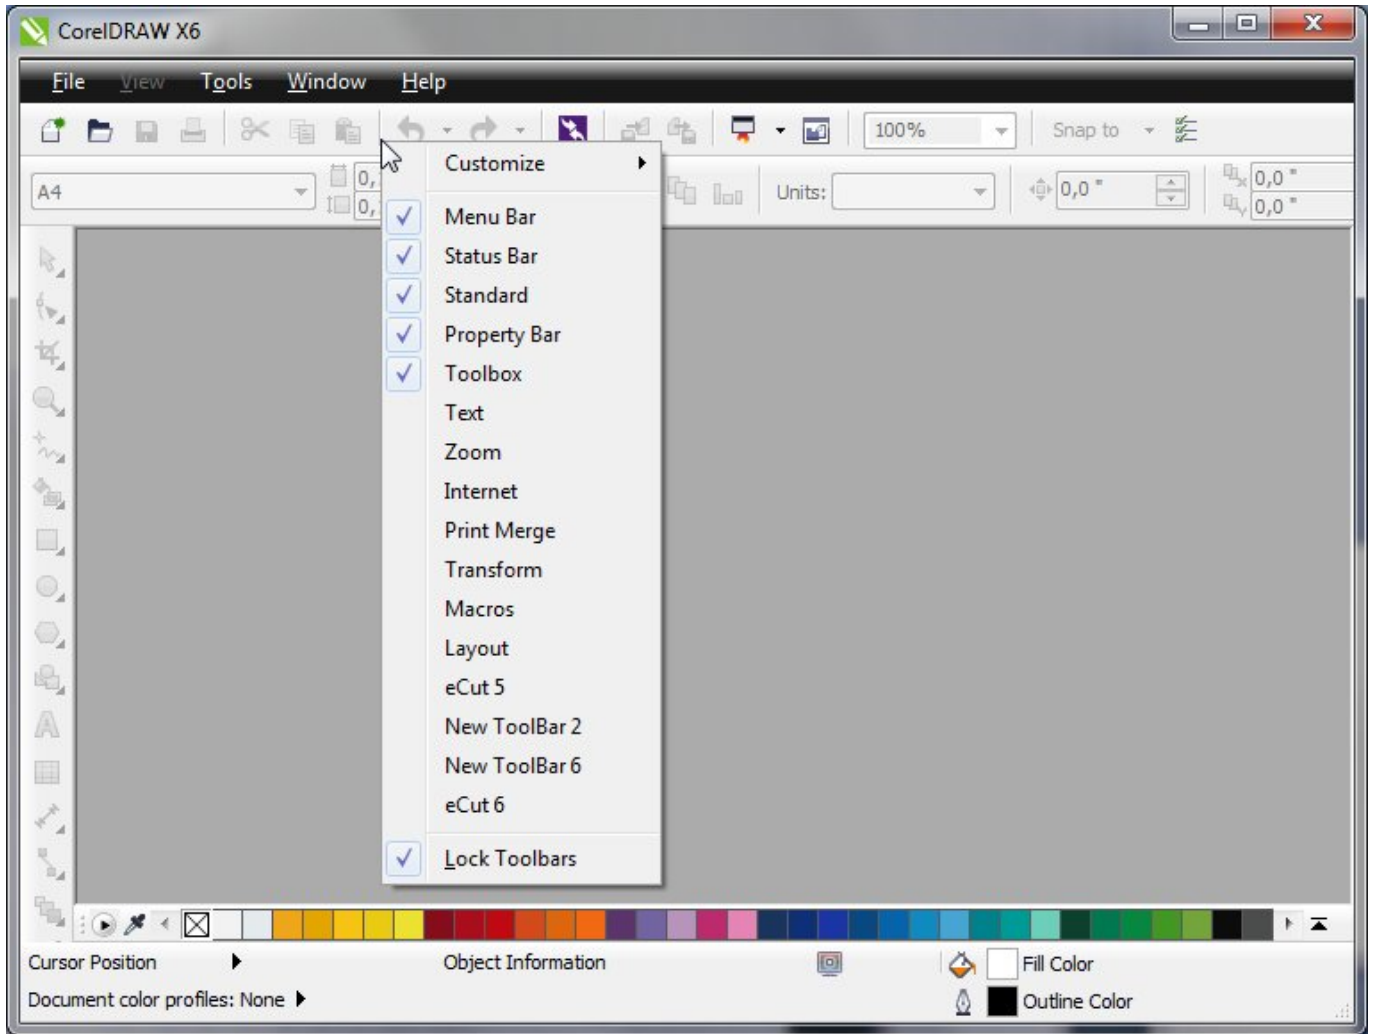 CorelDRAW X6
File View Tools Window Help
100% Snap to
A4 0, 0, Units: 0,0 " 0,0 " 0,0 "
Customize
Menu Bar
Status Bar
Standard
Property Bar
Toolbox
Text
Zoom
Internet
Print Merge
Transform
Macros
Layout
eCut 5
New ToolBar 2
New ToolBar 6
eCut 6
Lock Toolbars
Cursor Position Object Information Fill Color
Document color profiles: None Outline Color